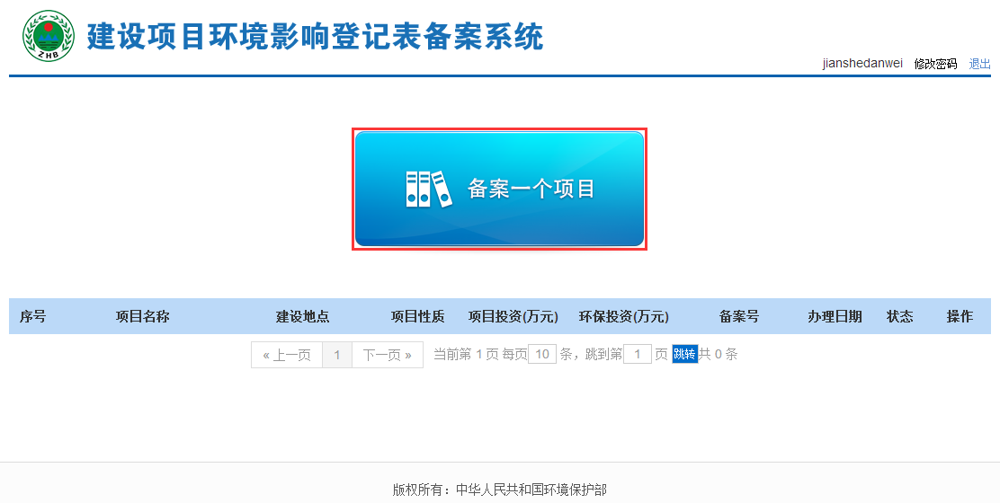 建设项目环境影响登记表备案系统
ZHB
jianshedanwei 修改密码 退出
备案一个项目
序号 项目名称 建设地点 项目性质 项目投资(万元) 环保投资(万元) 备案号 办理日期 状态 操作
« 上一页 1 下一页 » 当前第 1 页 每页 10 条，跳到第 1 页 跳转 共 0 条
版权所有：中华人民共和国环境保护部